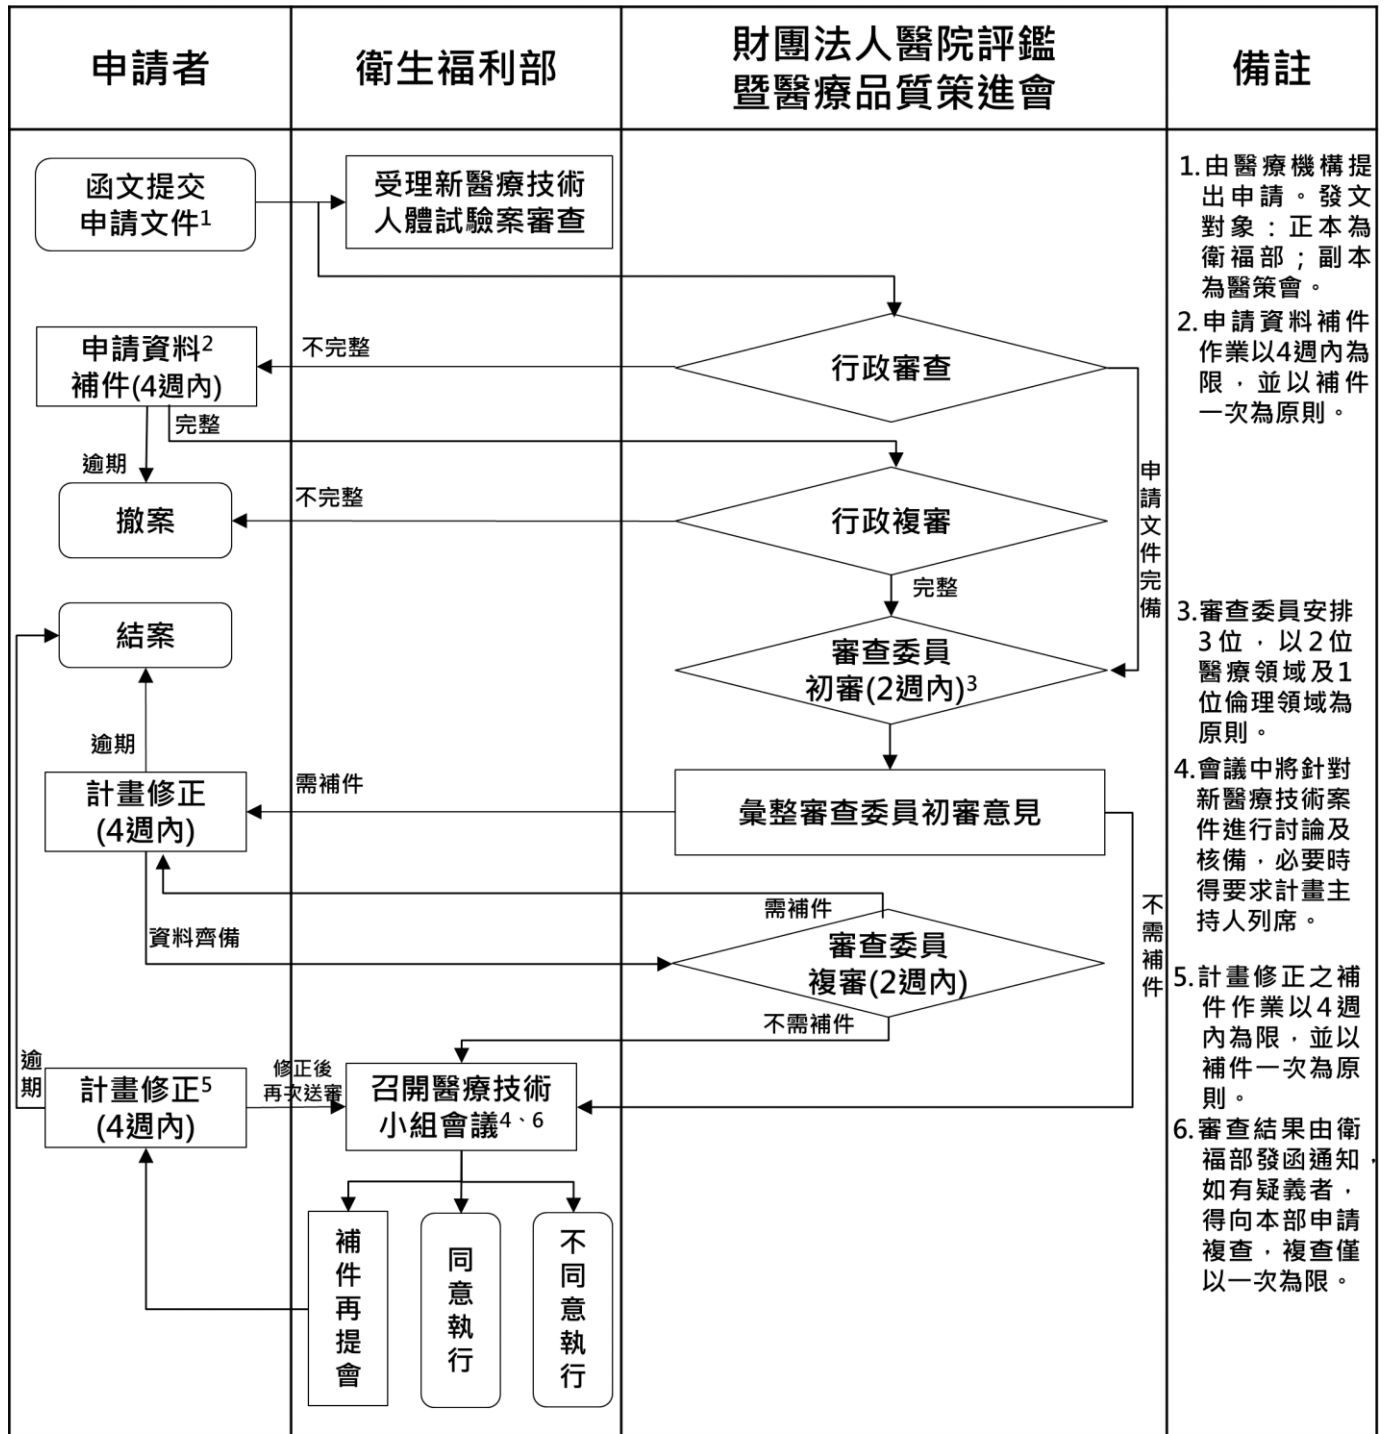 申請者
衛生福利部
財團法人醫院評鑑
暨醫療品質策進會
備註
函文提交
申請文件1
受理新醫療技術
人體試驗案審查
行政審查
不完整
申請資料2
補件(4週內)
完整
逾期
撤案
不完整
行政複審
申請文件完備
完整
結案
審查委員
初審(2週內)3
逾期
計畫修正
(4週內)
需補件
彙整審查委員初審意見
需補件
資料齊備
審查委員
複審(2週內)
不需補件
不需補件
逾期
計畫修正5
(4週內)
修正後
再次送審
召開醫療技術
小組會議4、6
補件再提會
同意執行
不同意執行
1.由醫療機構提
出申請。發文
對象：正本為
衛福部；副本
為醫策會。
2.申請資料補件
作業以4週內為
限，並以補件
一次為原則。
3.審查委員安排
3位，以2位
醫療領域及1
位倫理領域為
原則。
4.會議中將針對
新醫療技術案
件進行討論及
核備，必要時
得要求計畫主
持人列席。
5.計畫修正之補
件作業以4週
內為限，並以
補件一次為原
則。
6.審查結果由衛
福部發函通知，
如有疑義者，
得向本部申請
複查，複查僅
以一次為限。